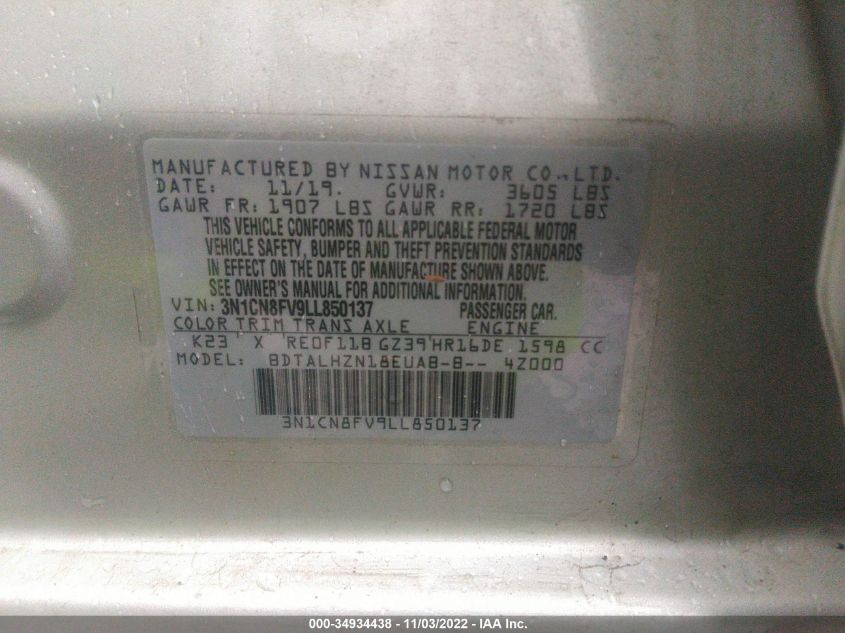 MANUFACTURED BY NISSAN MOTOR CO.,LTD.
DATE: 11/19. GVWR: 3605 LBS
GAWR FR: 1907 LBS GAWR RR: 1720 LBS
THIS VEHICLE CONFORMS TO ALL APPLICABLE FEDERAL MOTOR
VEHICLE SAFETY, BUMPER AND THEFT PREVENTION STANDARDS
IN EFFECT ON THE DATE OF MANUFACTURE SHOWN ABOVE.
SEE OWNER'S MANUAL FOR ADDITIONAL INFORMATION.
VIN: 3N1CN8FV9LL850137 PASSENGER CAR.
COLOR TRIM TRANS AXLE ENGINE
K23 X RE0F11B GZ39 HR16DE 1598 CC
MODEL: BDTALHZN18EUA8-B-- 4Z000
3N1CN8FV9LL850137
000-34934438 - 11/03/2022 - IAA Inc.